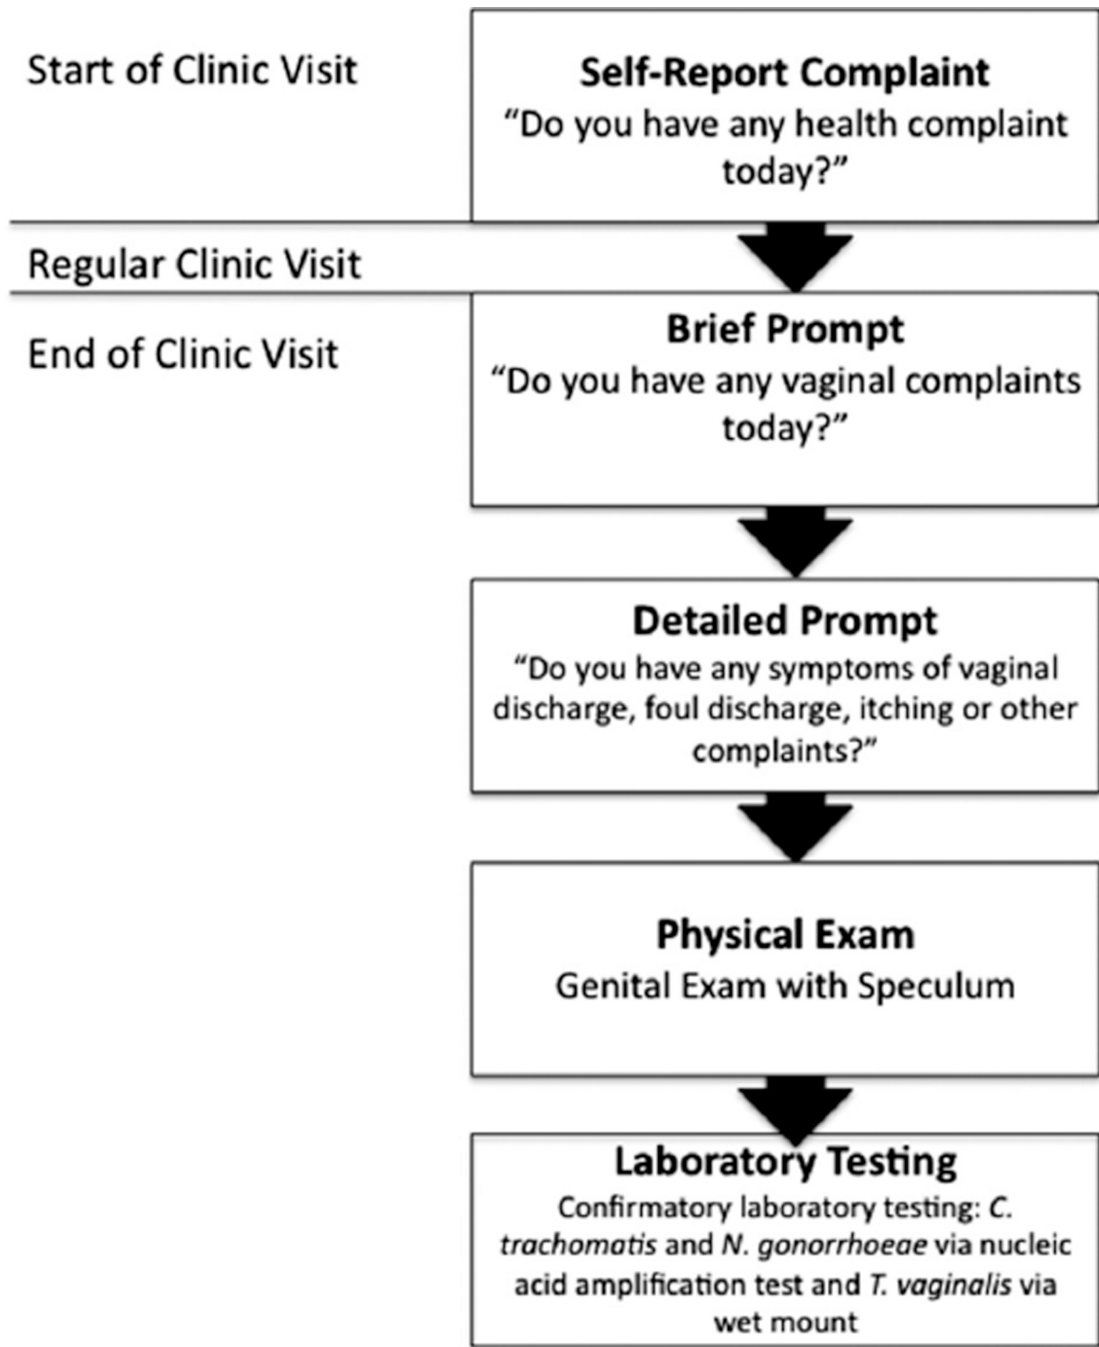 Start of Clinic Visit
Self-Report Complaint
“Do you have any health complaint
today?”
Regular Clinic Visit
End of Clinic Visit
Brief Prompt
“Do you have any vaginal complaints
today?”
Detailed Prompt
“Do you have any symptoms of vaginal
discharge, foul discharge, itching or other
complaints?”
Physical Exam
Genital Exam with Speculum
Laboratory Testing
Confirmatory laboratory testing: C.
trachomatis and N. gonorrhoeae via nucleic
acid amplification test and T. vaginalis via
wet mount